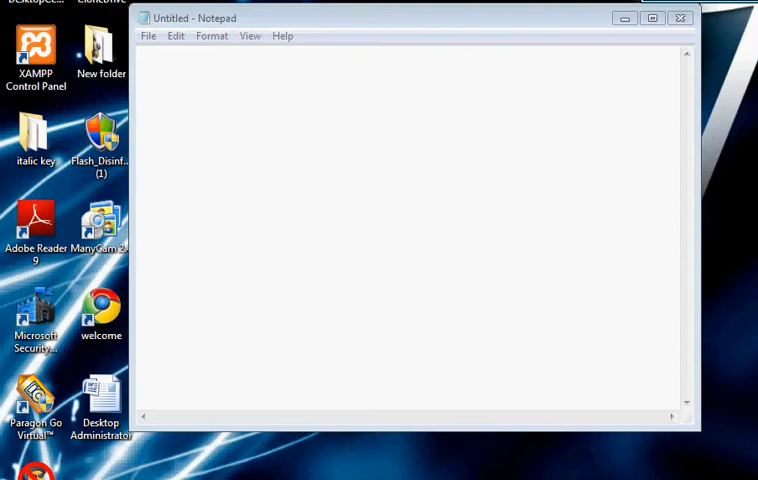 Untitled - Notepad
File Edit Format View Help
XAMPP
Control Panel
New folder
italic key
Flash_Disinf...
(1)
Adobe Reader
9
ManyCam 2.
Microsoft
Security...
welcome
Paragon Go
Virtual™
Desktop
Administrator